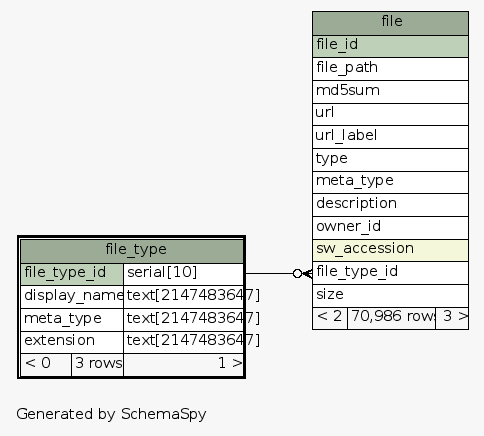 file
file_id
file_path
md5sum
url
url_label
type
meta_type
description
owner_id
sw_accession
file_type_id
size
< 2 70,986 rows 3 >
file_type
file_type_id serial[10]
display_name text[2147483647]
meta_type text[2147483647]
extension text[2147483647]
< 0 3 rows 1 >
Generated by SchemaSpy